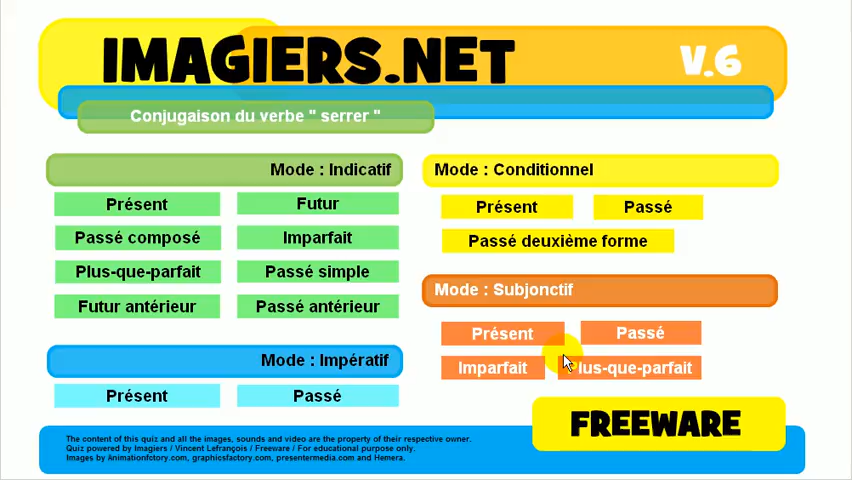 IMAGIERS.NET
V.6
Conjugaison du verbe " serrer "
Mode : Indicatif
Présent
Futur
Passé composé
Imparfait
Plus-que-parfait
Passé simple
Futur antérieur
Passé antérieur
Mode : Impératif
Présent
Passé
Mode : Conditionnel
Présent
Passé
Passé deuxième forme
Mode : Subjonctif
Présent
Passé
Imparfait
Plus-que-parfait
FREEWARE
The content of this quiz and all the images, sounds and video are the property of their respective owner.
Quiz powered by Imagiers / Vincent Lefrançois / Freeware / For educational purpose only.
Images by Animationfctory.com, graphicsfactory.com, presentermedia.com and Hemera.